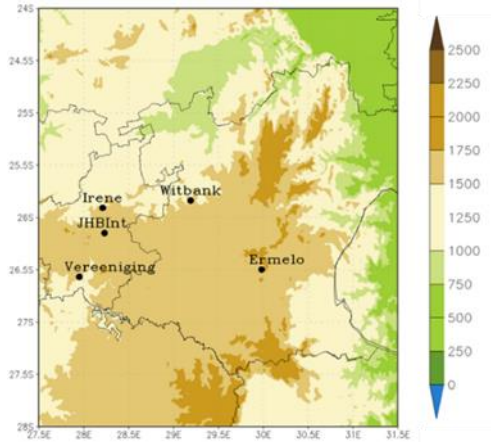 24S
24.5S
25S
25.5S
26S
26.5S
27S
27.5S
28S
27.5E 28E 28.5E 29E 29.5E 30E 30.5E 31E 31.5E
Witbank
Irene
JHBInt
Ermelo
Vereeniging
2500
2250
2000
1750
1500
1250
1000
750
500
250
0